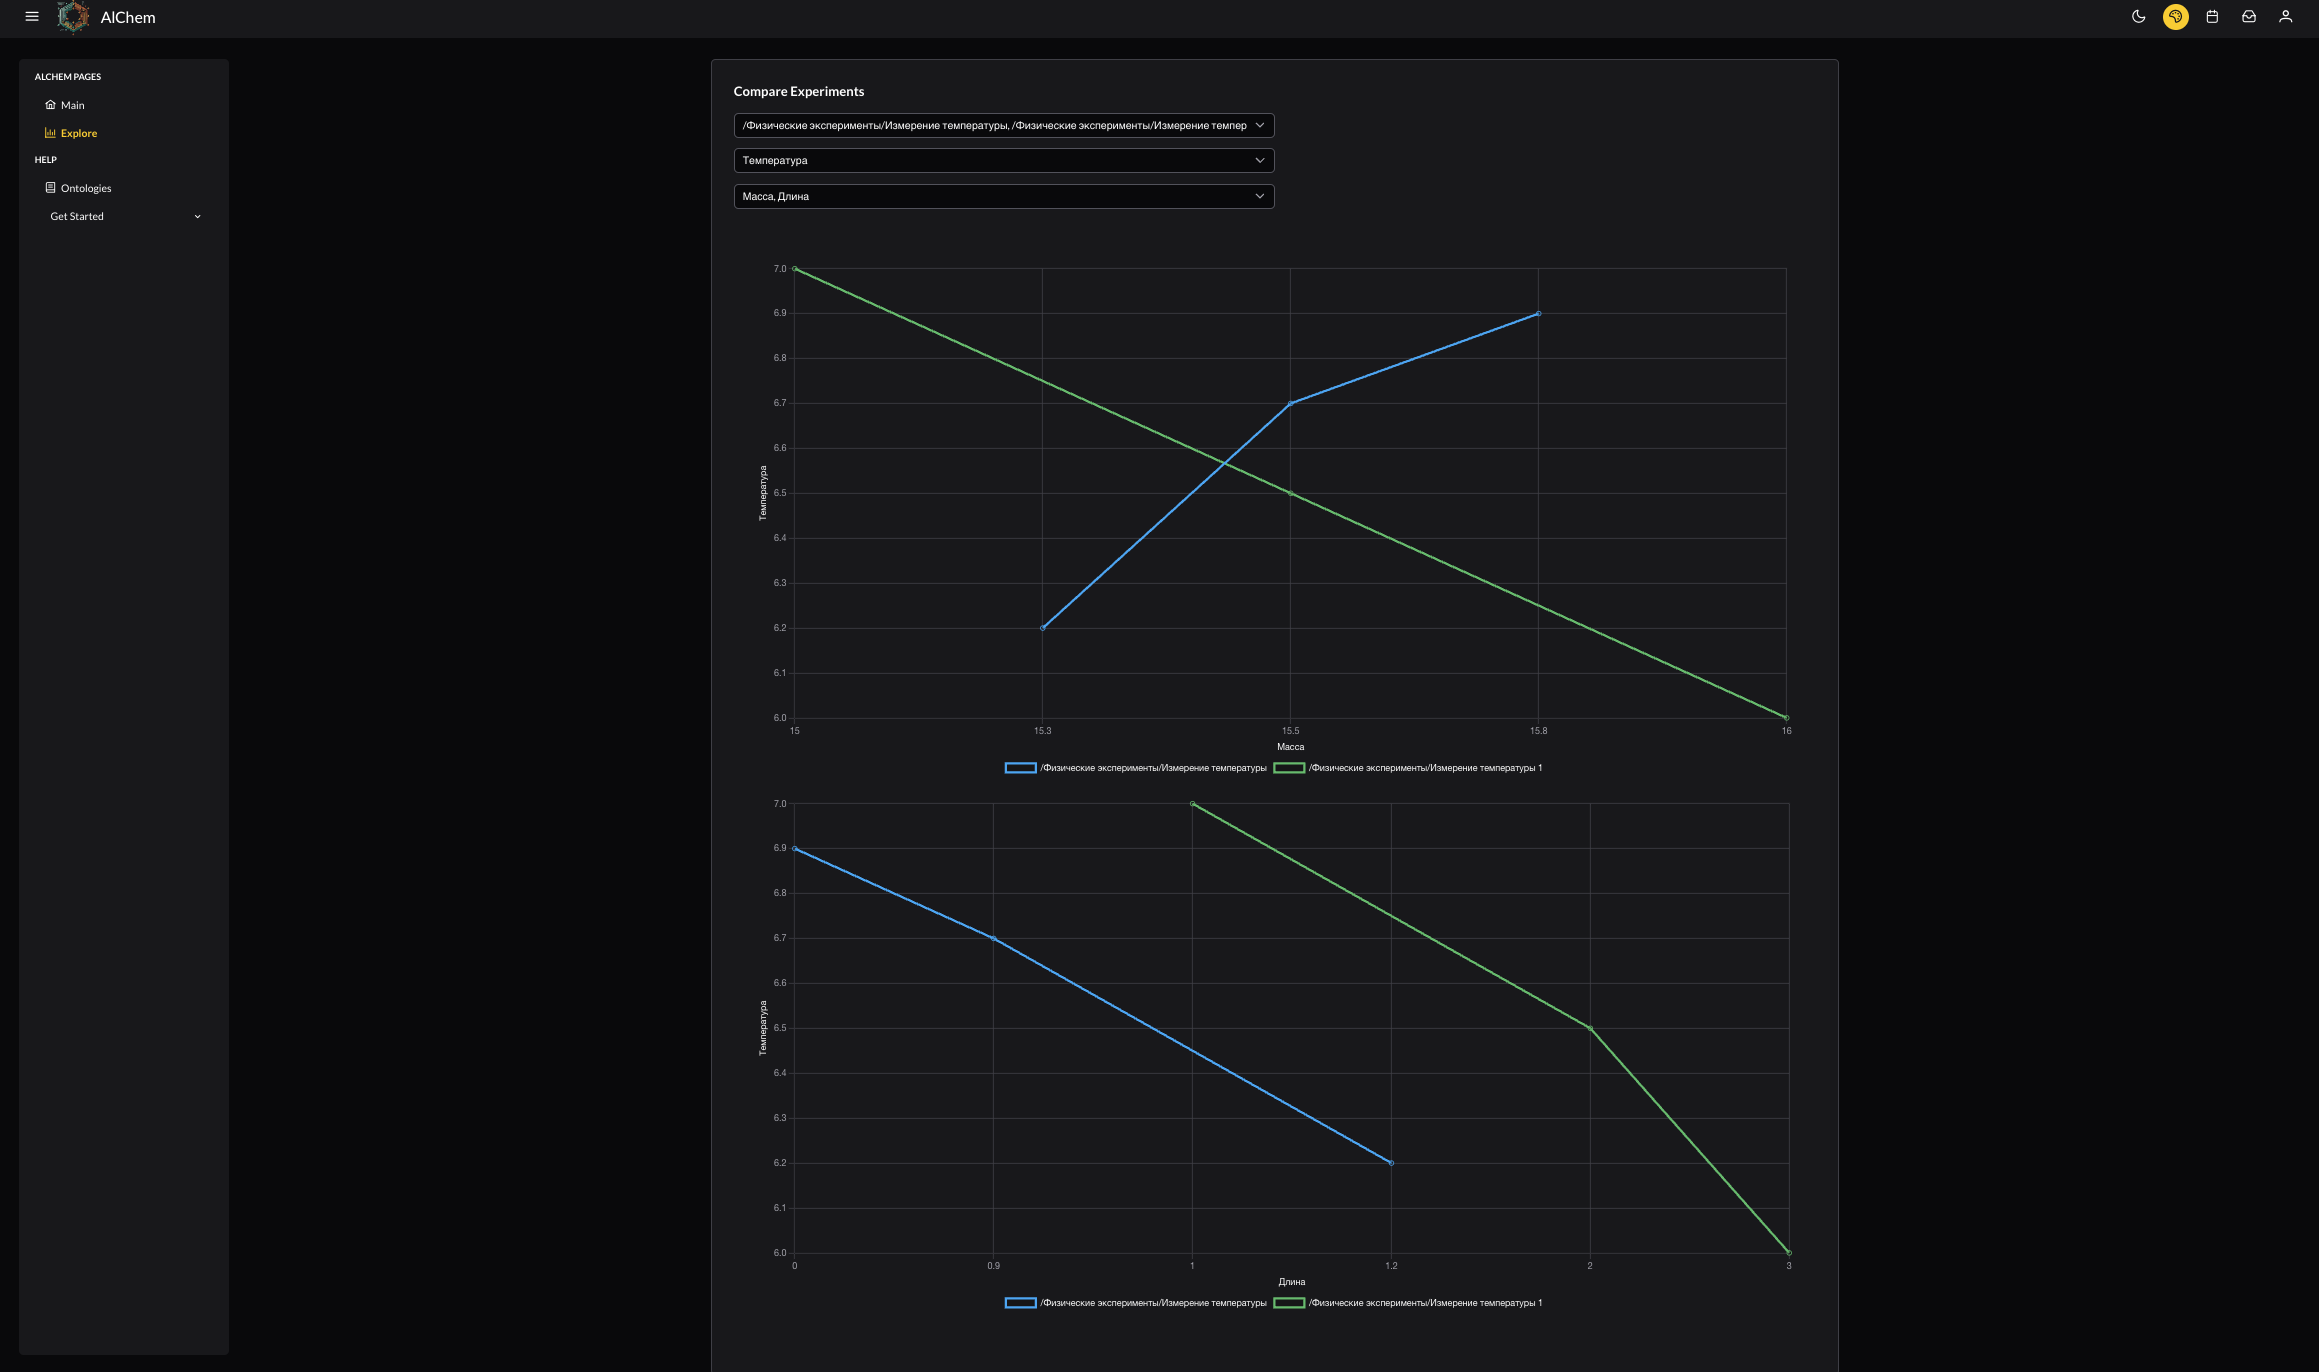 AlChem
ALCHEM PAGES
Main
Explore
HELP
Ontologies
Get Started
Compare Experiments
/Физические эксперименты/Измерение температуры, /Физические эксперименты/Измерение темпер
Температура
Масса, Длина
7.0
6.9
6.8
6.7
6.6
6.5
6.4
6.3
6.2
6.1
6.0
Температура
15 15.3 15.5 15.8 16
Масса
/Физические эксперименты/Измерение температуры /Физические эксперименты/Измерение температуры 1
7.0
6.9
6.8
6.7
6.6
6.5
6.4
6.3
6.2
6.1
6.0
Температура
0 0.9 1 1.2 2 3
Длина
/Физические эксперименты/Измерение температуры /Физические эксперименты/Измерение температуры 1